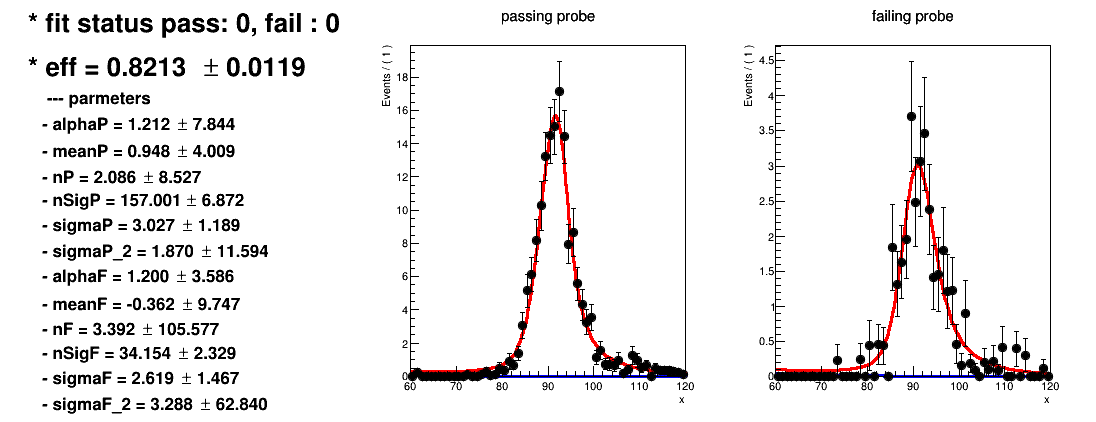 * fit status pass: 0, fail : 0
* eff = 0.8213 ± 0.0119
--- parmeters
- alphaP = 1.212 ± 7.844
- meanP = 0.948 ± 4.009
- nP = 2.086 ± 8.527
- nSigP = 157.001 ± 6.872
- sigmaP = 3.027 ± 1.189
- sigmaP_2 = 1.870 ± 11.594
- alphaF = 1.200 ± 3.586
- meanF = -0.362 ± 9.747
- nF = 3.392 ± 105.577
- nSigF = 34.154 ± 2.329
- sigmaF = 2.619 ± 1.467
- sigmaF_2 = 3.288 ± 62.840
passing probe
Events / ( 1 )
18
16
14
12
10
8
6
4
2
0
60 70 80 90 100 110 120
x
failing probe
Events / ( 1 )
4.5
4
3.5
3
2.5
2
1.5
1
0.5
0
60 70 80 90 100 110 120
x